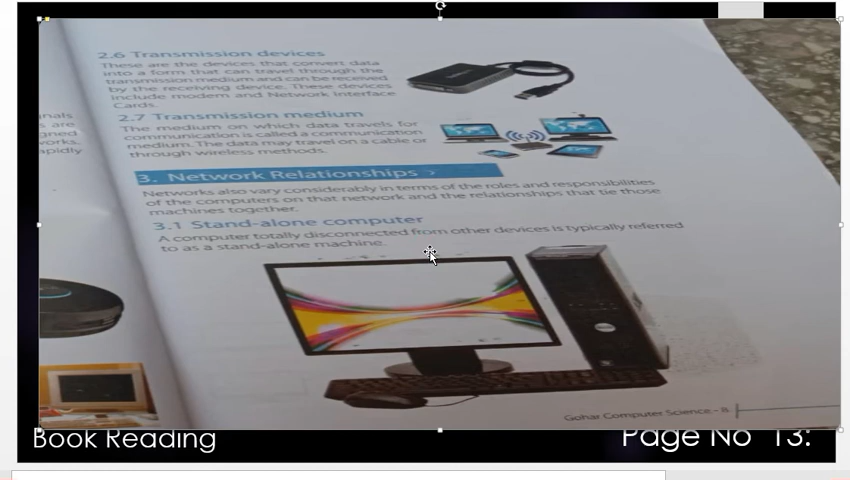 2.6 Transmission devices
These are the devices that convert data
into a form that can travel through the
transmission medium and can be received
by the receiving device. These devices
include modem and Network Interface
Cards.
2.7 Transmission medium
The medium on which data travels for
communication is called a communication
medium. The data may travel on a cable or
through wireless methods.
3. Network Relationships
Networks also vary considerably in terms of the roles and responsibilities
of the computers on that network and the relationships that tie those
machines together.
3.1 Stand-alone computer
A computer totally disconnected from other devices is typically referred
to as a stand-alone machine.
Gohar Computer Science - 8
Book Reading
Page No 13: